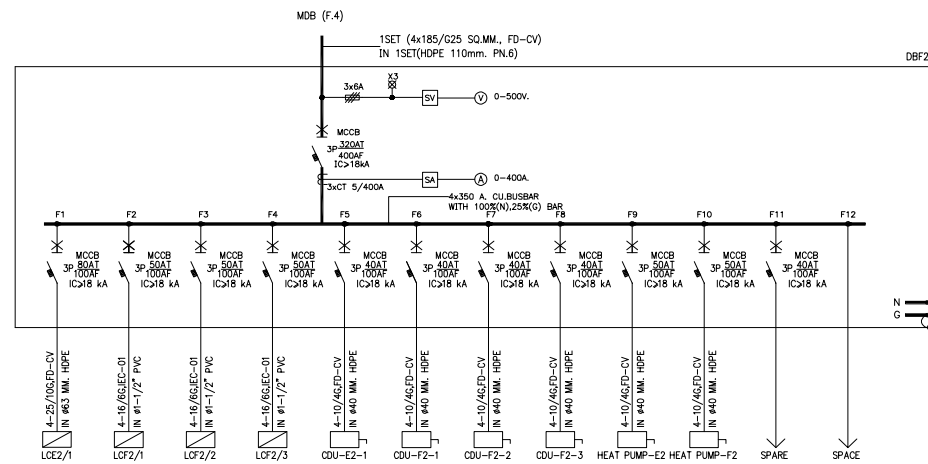 MDB (F.4)
1SET (4x185/G25 SQ.MM., FD-CV)
IN 1SET(HDPE 110mm. PN.6)
DBF2
3x6A
X3
SV
V
0-500V.
MCCB
3P 320AT
400AF
IC>18kA
3xCT 5/400A
SA
A
0-400A.
4x350 A. CU.BUSBAR
WITH 100%(N),25%(G) BAR
F1 F2 F3 F4 F5 F6 F7 F8 F9 F10 F11 F12
MCCB
3P 80AT
100AF
IC>18 kA
MCCB
3P 50AT
100AF
IC>18 kA
MCCB
3P 50AT
100AF
IC>18 kA
MCCB
3P 50AT
100AF
IC>18 kA
MCCB
3P 40AT
100AF
IC>18 kA
MCCB
3P 40AT
100AF
IC>18 kA
MCCB
3P 40AT
100AF
IC>18 kA
MCCB
3P 40AT
100AF
IC>18 kA
MCCB
3P 50AT
100AF
IC>18 kA
MCCB
3P 50AT
100AF
IC>18 kA
MCCB
3P 40AT
100AF
IC>18 kA
N
G
4-25/10G,FD-CV
IN ø63 MM. HDPE
4-16/6G,IEC-01
IN ø1-1/2" PVC
4-16/6G,IEC-01
IN ø1-1/2" PVC
4-16/6G,IEC-01
IN ø1-1/2" PVC
4-10/4G,FD-CV
IN ø40 MM. HDPE
4-10/4G,FD-CV
IN ø40 MM. HDPE
4-10/4G,FD-CV
IN ø40 MM. HDPE
4-10/4G,FD-CV
IN ø40 MM. HDPE
4-10/4G,FD-CV
IN ø40 MM. HDPE
4-10/4G,FD-CV
IN ø40 MM. HDPE
LCE2/1 LCF2/1 LCF2/2 LCF2/3 CDU-E2-1 CDU-F2-1 CDU-F2-2 CDU-F2-3 HEAT PUMP-E2 HEAT PUMP-F2 SPARE SPACE